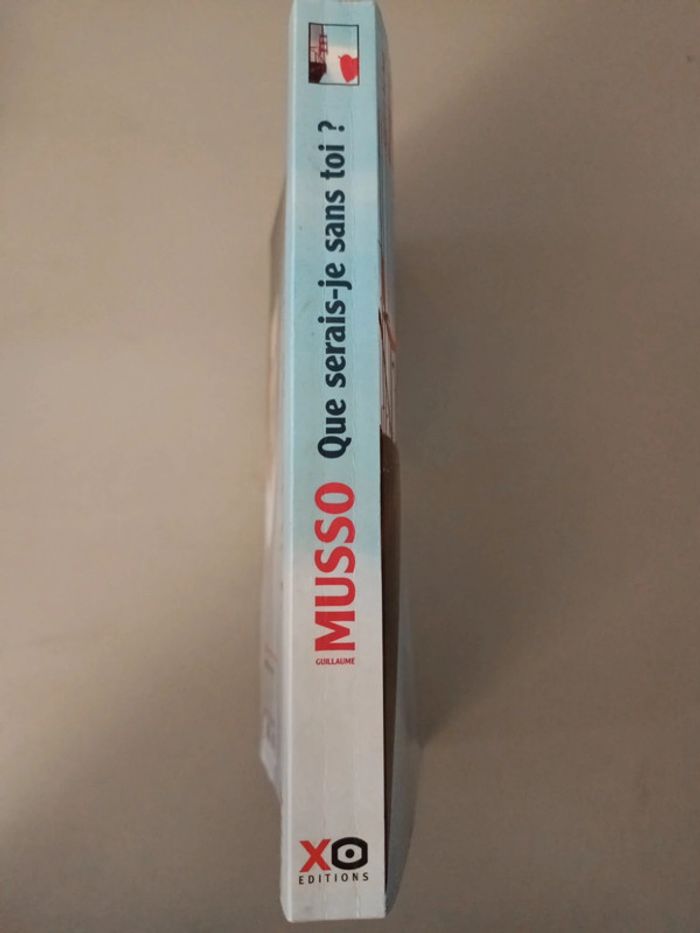 GUILLAUME
MUSSO
Que serais-je sans toi ?
XO
EDITIONS